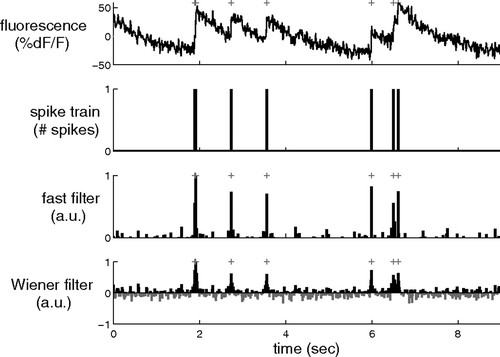 fluorescence
(%dF/F)
50
0
−50
spike train
(# spikes)
1
0
fast filter
(a.u.)
1
0
Wiener filter
(a.u.)
1
0
−1
0 2 4 6 8
time (sec)